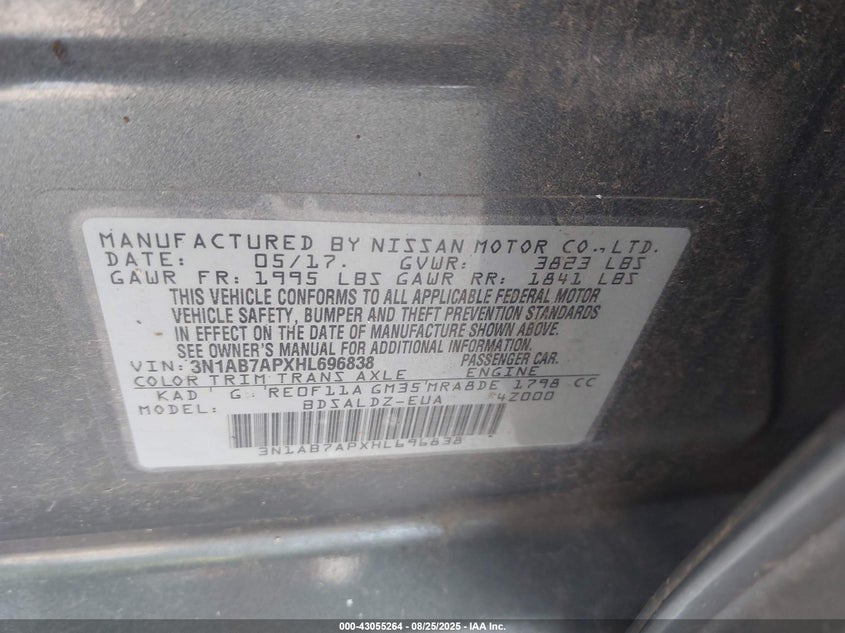 MANUFACTURED BY NISSAN MOTOR CO., LTD.
DATE: 05/17. GVWR: 3823 LBS
GAWR FR: 1995 LBS GAWR RR: 1841 LBS
THIS VEHICLE CONFORMS TO ALL APPLICABLE FEDERAL MOTOR
VEHICLE SAFETY, BUMPER AND THEFT PREVENTION STANDARDS
IN EFFECT ON THE DATE OF MANUFACTURE SHOWN ABOVE.
SEE OWNER'S MANUAL FOR ADDITIONAL INFORMATION.
VIN: 3N1AB7APXHL696838 PASSENGER CAR.
COLOR TRIM TRANS AXLE ENGINE
KAD G RE0F11A GM35 MRA8DE 1798 CC
MODEL: BDSALDZ-EUA *4Z000
3N1AB7APXHL696838
000-43055264 - 08/25/2025 - IAA Inc.